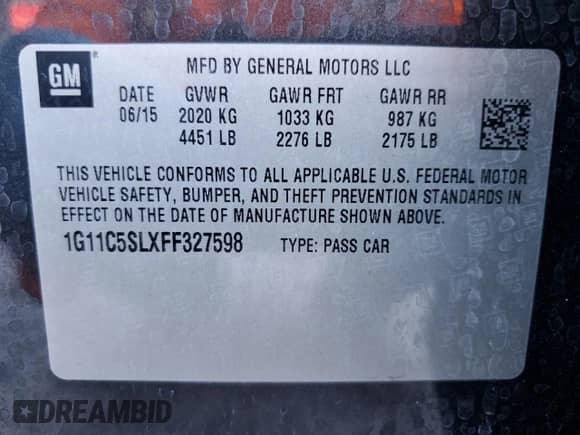 GM
MFD BY GENERAL MOTORS LLC
DATE GVWR GAWR FRT GAWR RR
06/15 2020 KG 1033 KG 987 KG
4451 LB 2276 LB 2175 LB
THIS VEHICLE CONFORMS TO ALL APPLICABLE U.S. FEDERAL MOTOR
VEHICLE SAFETY, BUMPER, AND THEFT PREVENTION STANDARDS IN
EFFECT ON THE DATE OF MANUFACTURE SHOWN ABOVE.
1G11C5SLXFF327598 TYPE: PASS CAR
DREAMBID